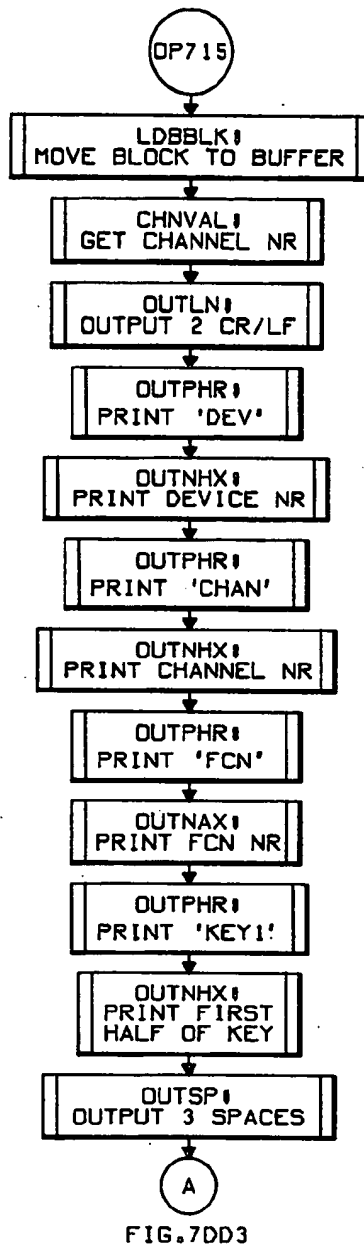 OP715
LDBBLK:
MOVE BLOCK TO BUFFER
CHNVAL:
GET CHANNEL NR
OUTLN:
OUTPUT 2 CR/LF
OUTPHR:
PRINT 'DEV'
OUTNHX:
PRINT DEVICE NR
OUTPHR:
PRINT 'CHAN'
OUTNHX:
PRINT CHANNEL NR
OUTPHR:
PRINT 'FCN'
OUTNAX:
PRINT FCN NR
OUTPHR:
PRINT 'KEY1'
OUTNHX:
PRINT FIRST
HALF OF KEY
OUTSP:
OUTPUT 3 SPACES
A
FIG.7DD3